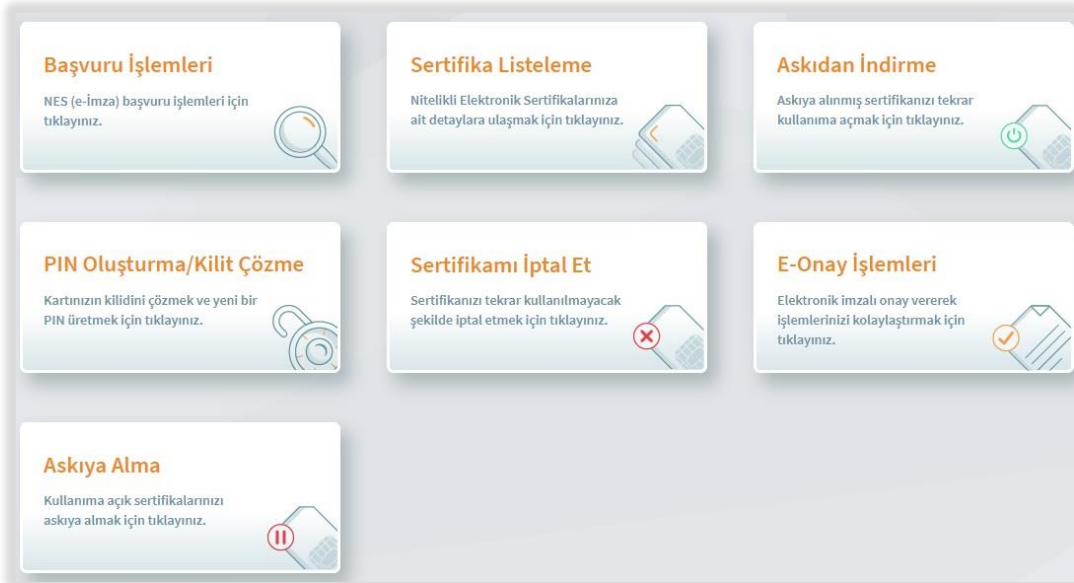 Başvuru İşlemleri
NES (e-İmza) başvuru işlemleri için
tıklayınız.
Sertifika Listeleme
Nitelikli Elektronik Sertifikalarınıza
ait detaylara ulaşmak için tıklayınız.
Askıdan İndirme
Askıya alınmış sertifikanızı tekrar
kullanıma açmak için tıklayınız.
PIN Oluşturma/Kilit Çözme
Kartınızın kilidini çözmek ve yeni bir
PIN üretmek için tıklayınız.
Sertifikamı İptal Et
Sertifikanızı tekrar kullanılmayacak
şekilde iptal etmek için tıklayınız.
E-Onay İşlemleri
Elektronik imzalı onay vererek
işlemlerinizi kolaylaştırmak için
tıklayınız.
Askıya Alma
Kullanıma açık sertifikalarınızı
askıya almak için tıklayınız.